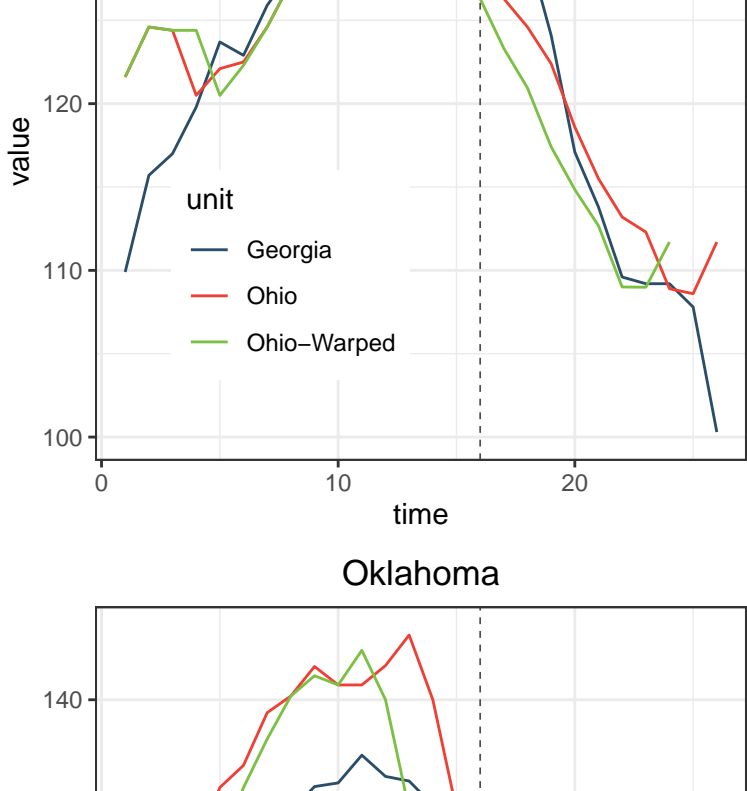 120
value
unit
Georgia
110
Ohio
Ohio−Warped
100
0 10 20
time
Oklahoma
140